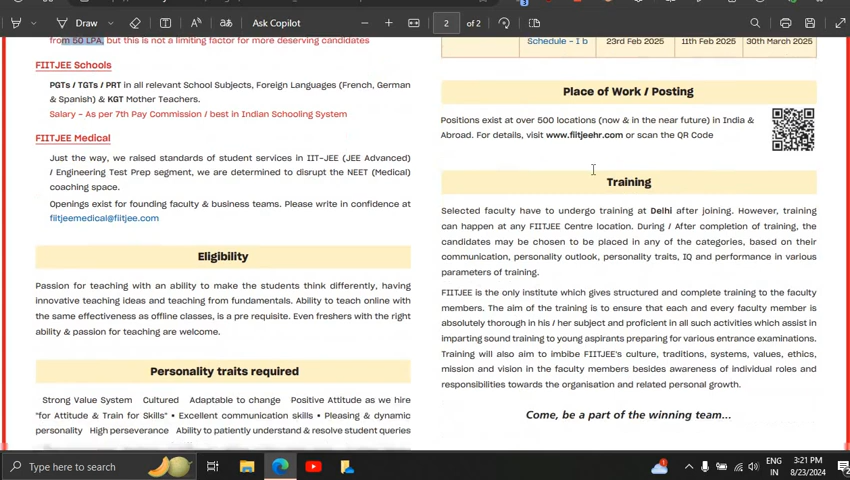 Draw
Ask Copilot
2
of 2
3
from 50 LPA, but this is not a limiting factor for more deserving candidates
FIITJEE Schools
PGTs / TGTs / PRT in all relevant School Subjects, Foreign Languages (French, German
& Spanish) & KGT Mother Teachers.
Salary - As per 7th Pay Commission / best in Indian Schooling System
FIITJEE Medical
Just the way, we raised standards of student services in IIT-JEE (JEE Advanced)
/ Engineering Test Prep segment, we are determined to disrupt the NEET (Medical)
coaching space.
Openings exist for founding faculty & business teams. Please write in confidence at
fiitjeemedical@fiitjee.com
Eligibility
Passion for teaching with an ability to make the students think differently, having
innovative teaching ideas and teaching from fundamentals. Ability to teach online with
the same effectiveness as offline classes, is a pre requisite. Even freshers with the right
ability & passion for teaching are welcome.
Personality traits required
Strong Value System Cultured Adaptable to change Positive Attitude as we hire
"for Attitude & Train for Skills" • Excellent communication skills • Pleasing & dynamic
personality High perseverance Ability to patiently understand & resolve student queries
Schedule - I b 23rd Feb 2025 11th Feb 2025 30th March 2025
Place of Work / Posting
Positions exist at over 500 locations (now & in the near future) in India &
Abroad. For details, visit www.fiitjeehr.com or scan the QR Code
Training
Selected faculty have to undergo training at Delhi after joining. However, training
can happen at any FIITJEE Centre location. During / After completion of training, the
candidates may be chosen to be placed in any of the categories, based on their
communication, personality outlook, personality traits, IQ and performance in various
parameters of training.
FIITJEE is the only institute which gives structured and complete training to the faculty
members. The aim of the training is to ensure that each and every faculty member is
absolutely thorough in his / her subject and proficient in all such activities which assist in
imparting sound training to young aspirants preparing for various entrance examinations.
Training will also aim to imbibe FIITJEE's culture, traditions, systems, values, ethics,
mission and vision in the faculty members besides awareness of individual roles and
responsibilities towards the organisation and related personal growth.
Come, be a part of the winning team...
Type here to search
ENG
IN
3:21 PM
8/23/2024
2